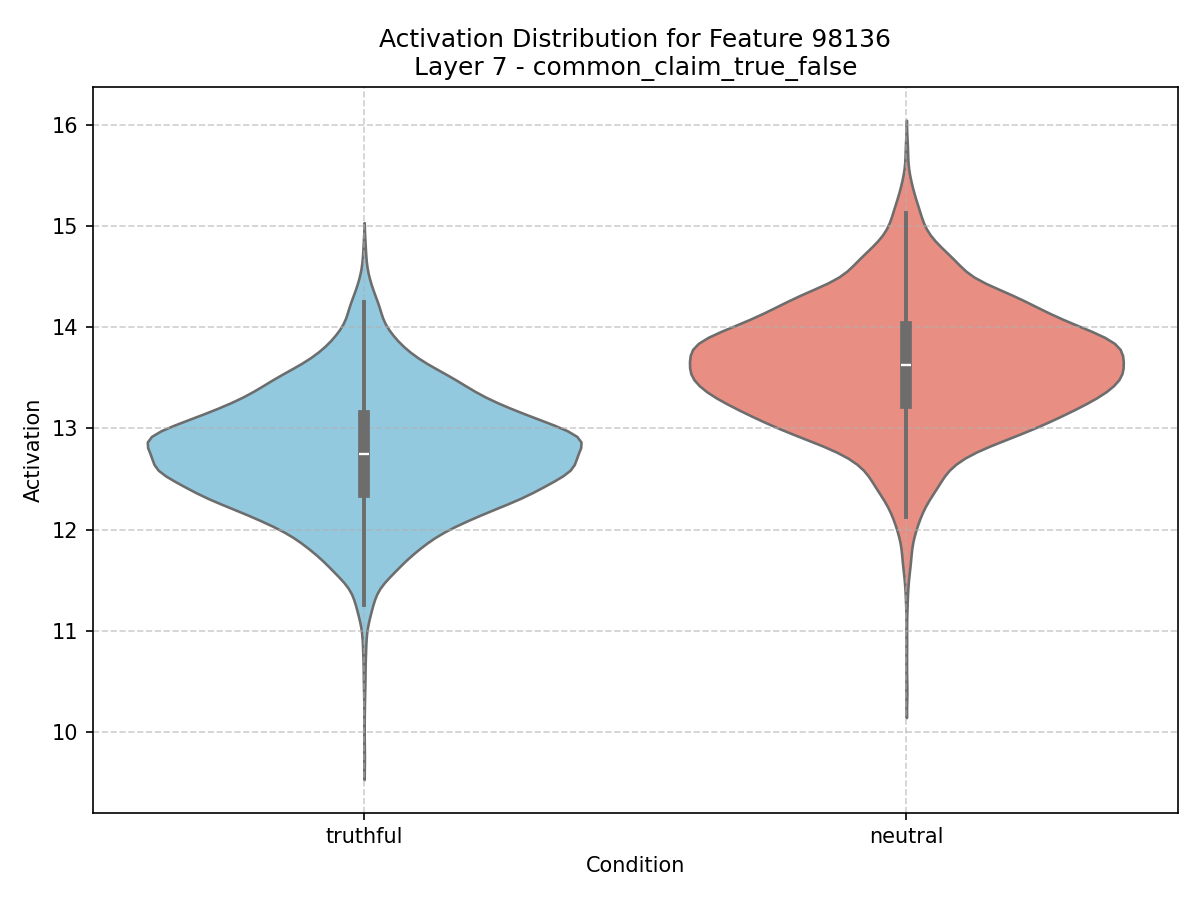 Activation Distribution for Feature 98136
Layer 7 - common_claim_true_false
16
15
14
13
12
11
10
Activation
truthful
neutral
Condition